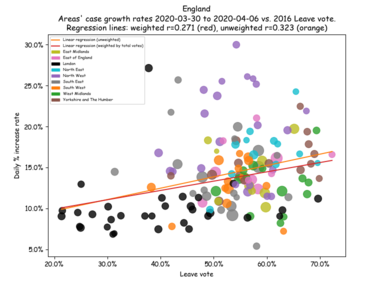 England
Areas' case growth rates 2020-03-30 to 2020-04-06 vs. 2016 Leave vote.
Regression lines: weighted r=0.271 (red), unweighted r=0.323 (orange)
Linear regression (unweighted)
Linear regression (weighted by total votes)
East Midlands
East of England
London
North East
North West
South East
South West
West Midlands
Yorkshire and The Humber
Daily % increase rate
30.0%
25.0%
20.0%
15.0%
10.0%
5.0%
20.0%
30.0%
40.0%
50.0%
60.0%
70.0%
Leave vote